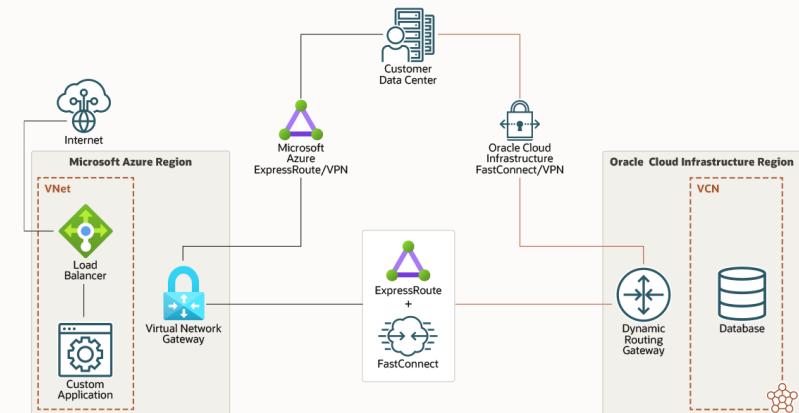 Customer
Data Center
Internet
Microsoft
Azure
ExpressRoute/VPN
Oracle Cloud
Infrastructure
FastConnect/VPN
Microsoft Azure Region
Oracle Cloud Infrastructure Region
VNet
VCN
Load
Balancer
ExpressRoute
+
FastConnect
Virtual Network
Gateway
Dynamic
Routing
Gateway
Database
Custom
Application